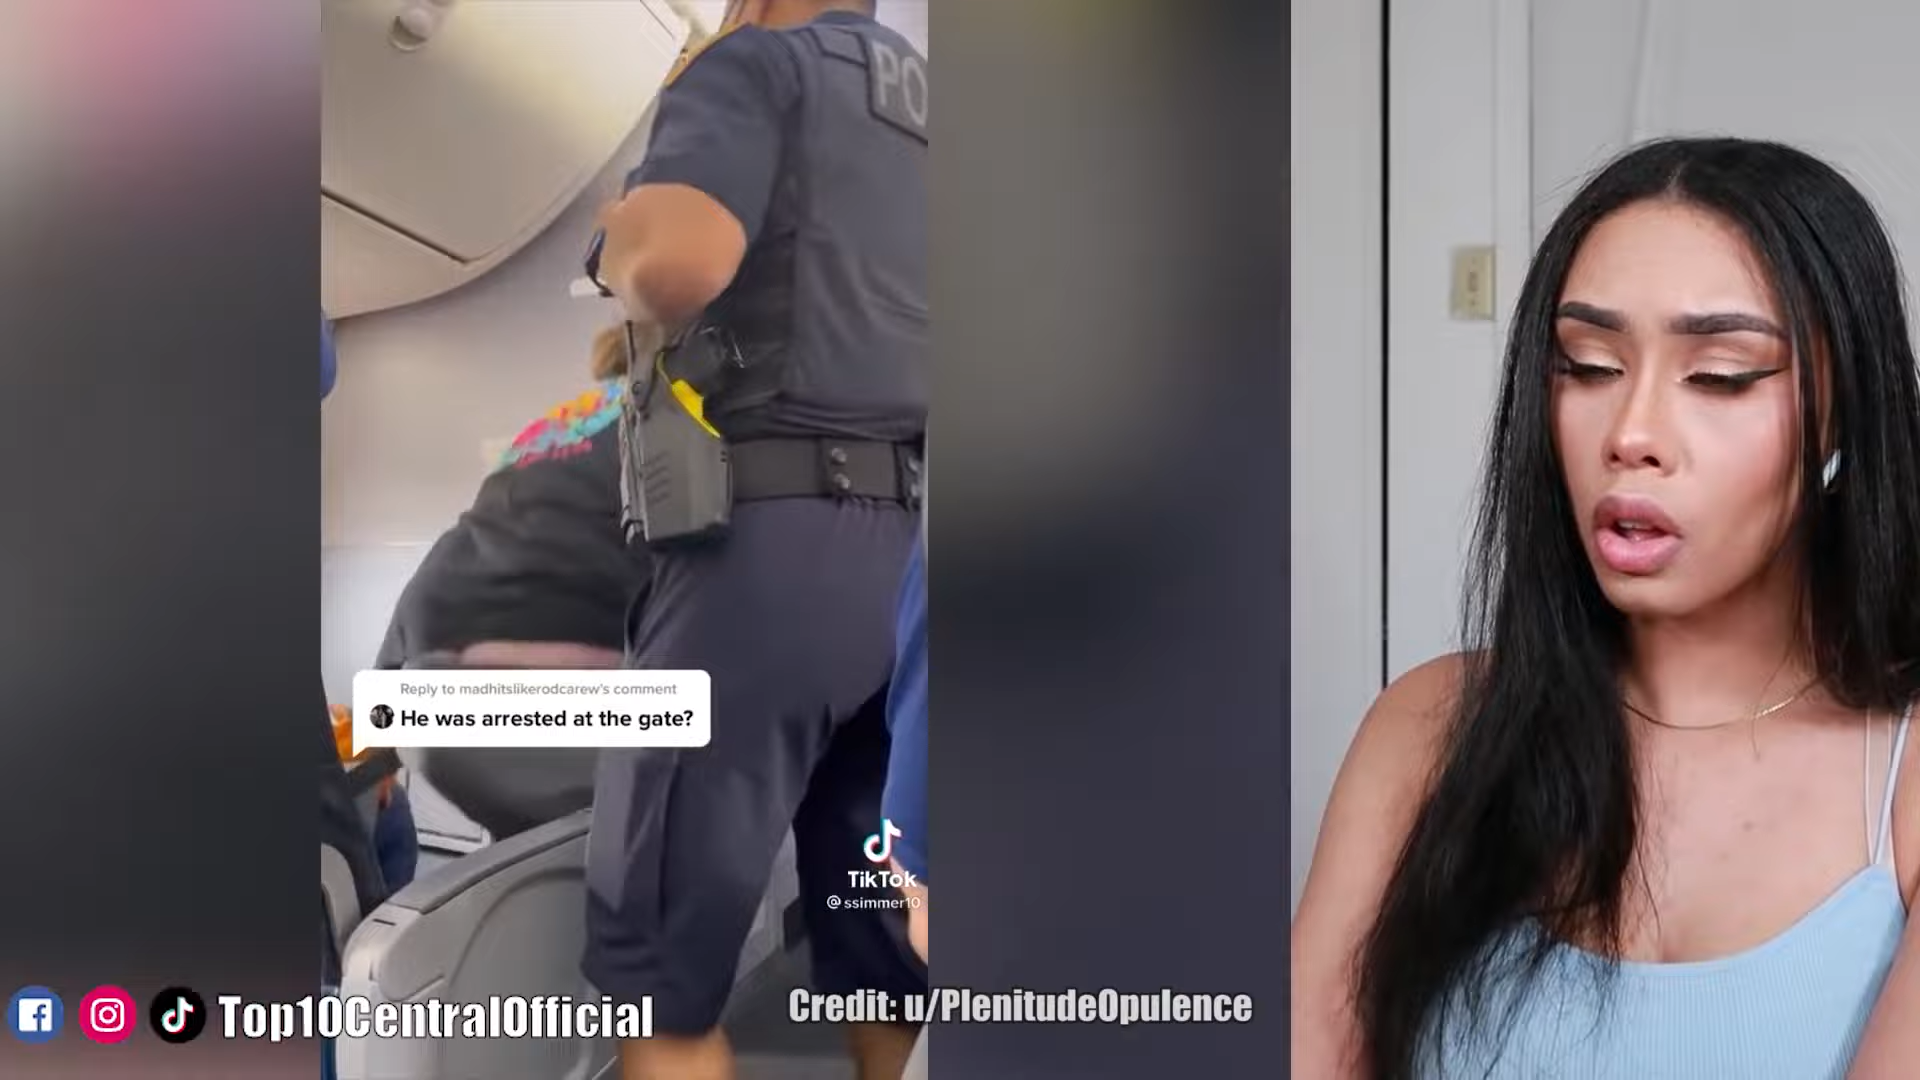 PO
Reply to madhitslikerodcarew's comment
He was arrested at the gate?
TikTok
@ssimmer10
Top10CentralOfficial
Credit: u/PlenitudeOpulence